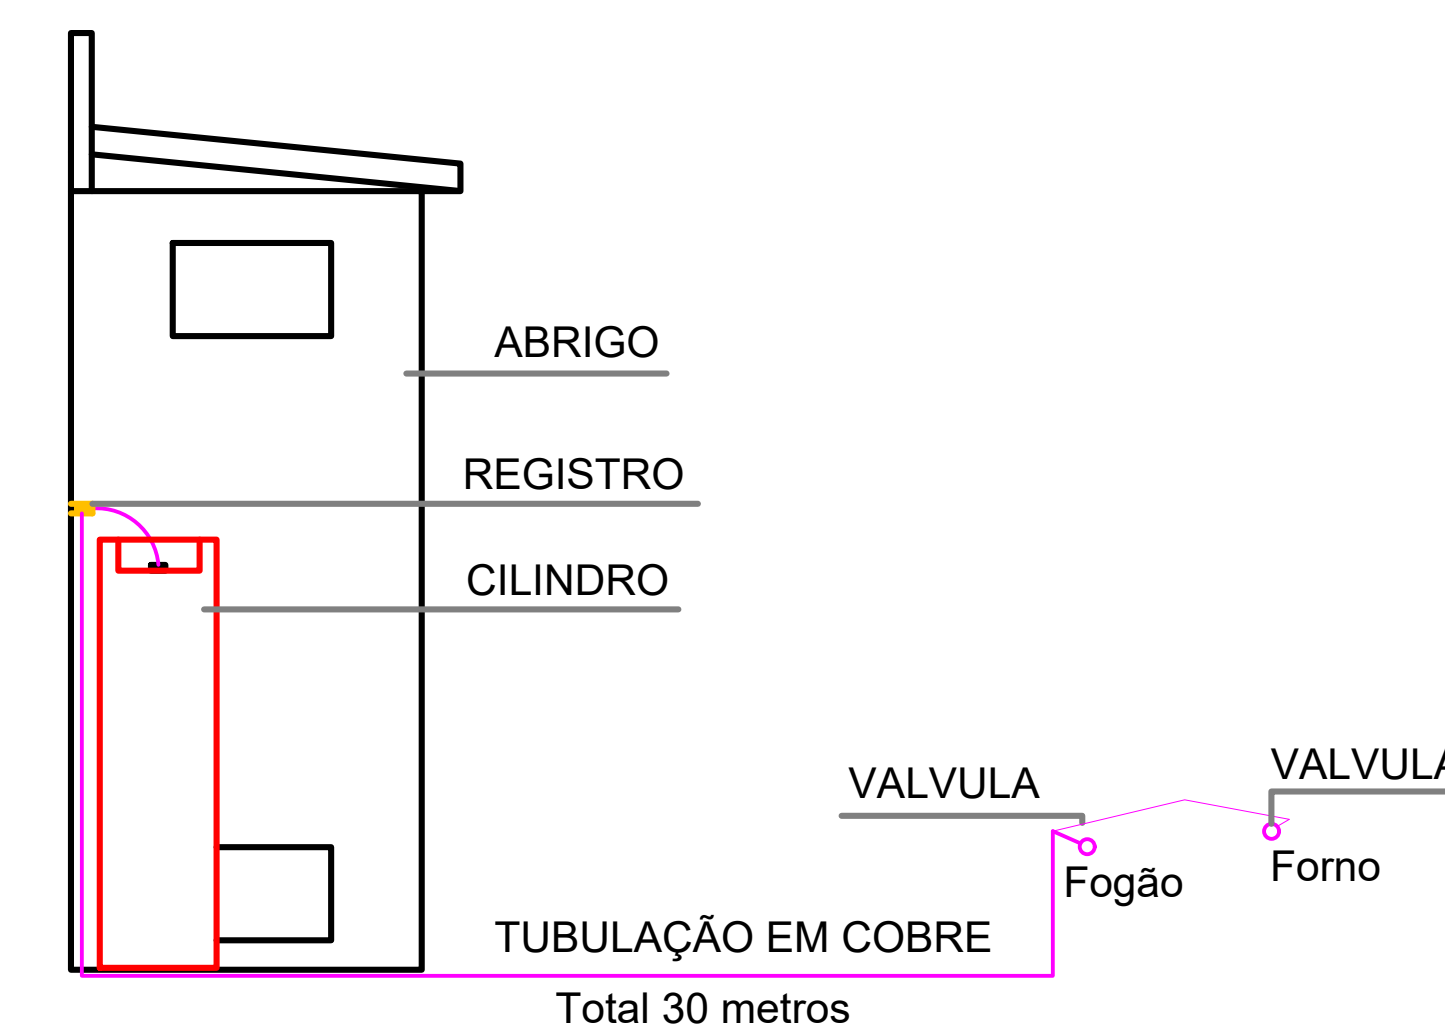 ABRIGO
REGISTRO
CILINDRO
VALVULA
VALVULA
Fogão
Forno
TUBULAÇÃO EM COBRE
Total 30 metros